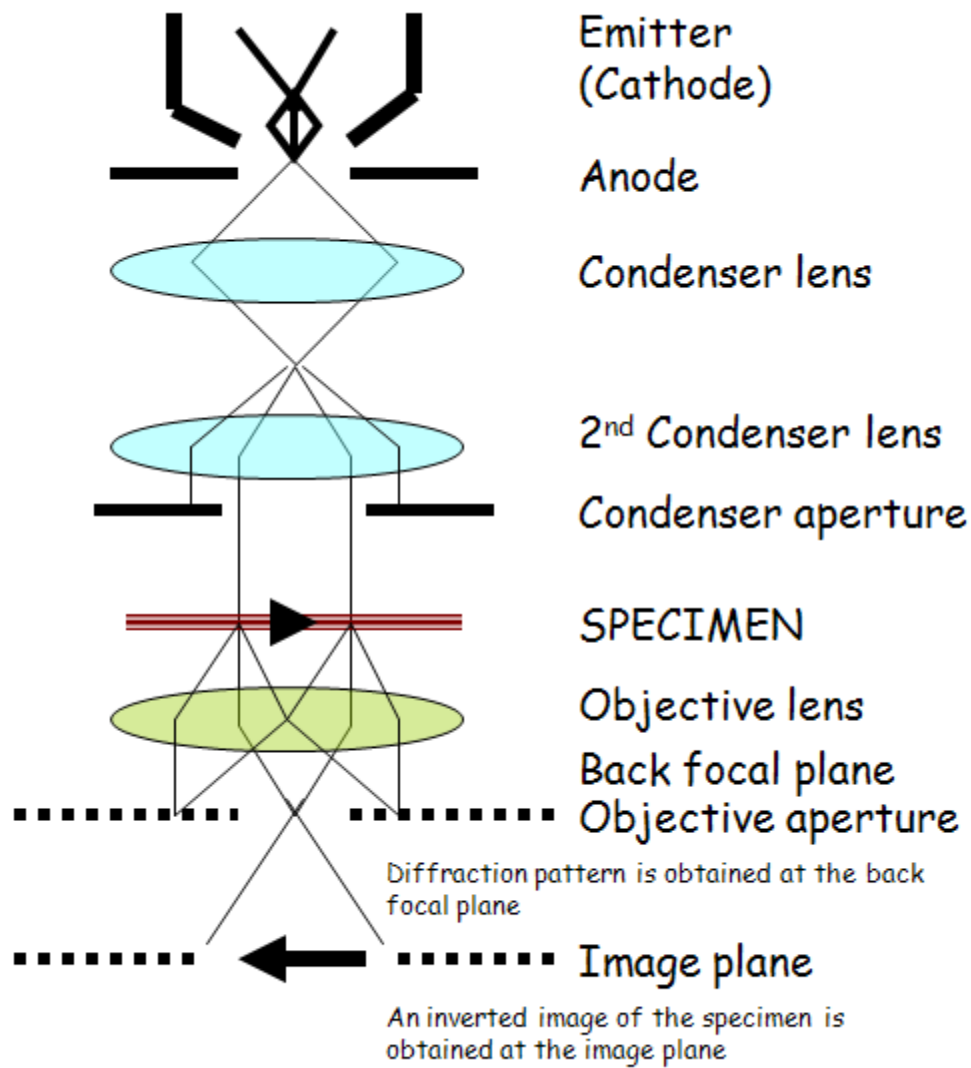 Emitter
(Cathode)
Anode
Condenser lens
2nd Condenser lens
Condenser aperture
SPECIMEN
Objective lens
Back focal plane
Objective aperture
Diffraction pattern is obtained at the back
focal plane
Image plane
An inverted image of the specimen is
obtained at the image plane